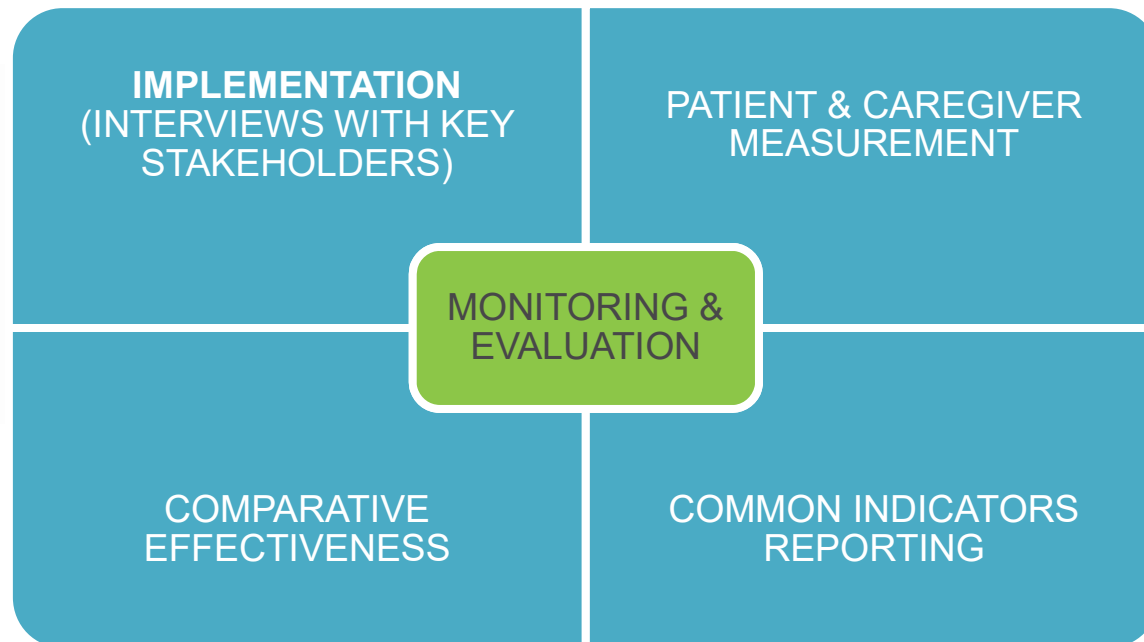 IMPLEMENTATION
(INTERVIEWS WITH KEY
STAKEHOLDERS)
PATIENT & CAREGIVER
MEASUREMENT
MONITORING &
EVALUATION
COMPARATIVE
EFFECTIVENESS
COMMON INDICATORS
REPORTING